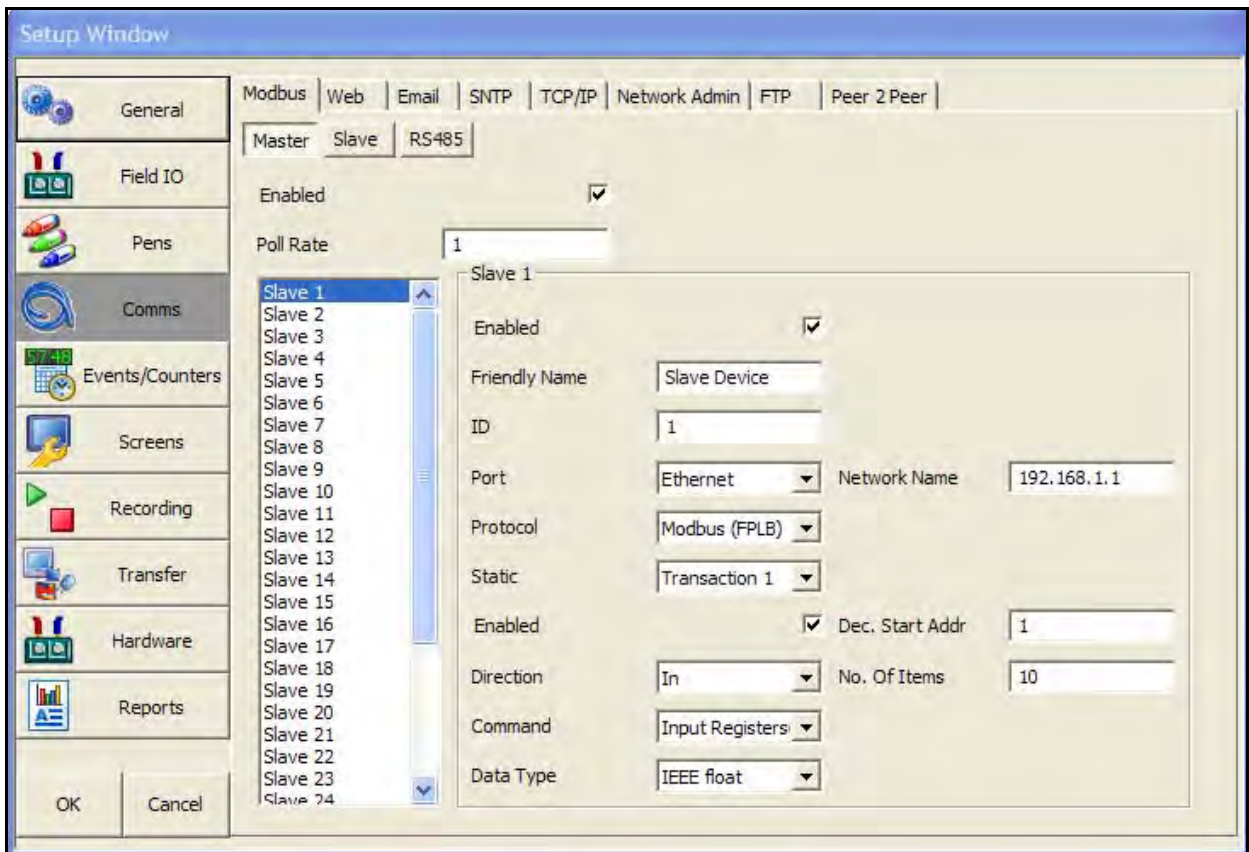 Setup Window
General
Field IO
Pens
Comms
57 48
Events/Counters
Screens
Recording
Transfer
Hardware
Reports
OK Cancel
Modbus Web Email SNTP TCP/IP Network Admin FTP Peer 2 Peer
Master Slave RS485
Enabled
Poll Rate 1
Slave 1
Slave 2
Slave 3
Slave 4
Slave 5
Slave 6
Slave 7
Slave 8
Slave 9
Slave 10
Slave 11
Slave 12
Slave 13
Slave 14
Slave 15
Slave 16
Slave 17
Slave 18
Slave 19
Slave 20
Slave 21
Slave 22
Slave 23
Slave 24
Slave 1
Enabled
Friendly Name Slave Device
ID 1
Port Ethernet Network Name 192.168.1.1
Protocol Modbus (FPLB)
Static Transaction 1
Enabled Dec. Start Addr 1
Direction In No. Of Items 10
Command Input Registers
Data Type IEEE float